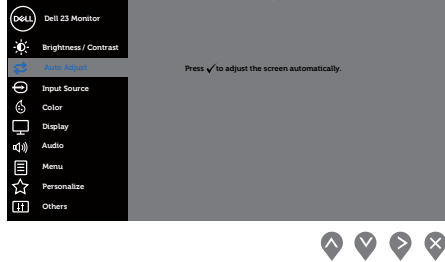 DELL
Dell 23 Monitor
Brightness / Contrast
Auto Adjust
Press ✓ to adjust the screen automatically.
Input Source
Color
Display
Audio
Menu
Personalize
Others